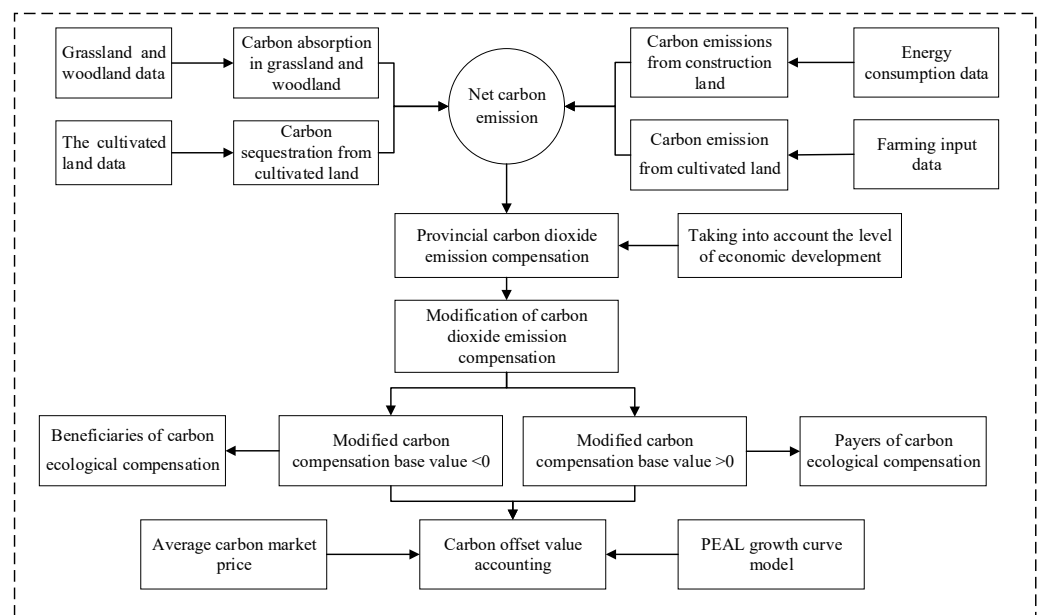 Grassland and
woodland data
Carbon absorption
in grassland and
woodland
Net carbon
emission
Carbon emissions
from construction
land
Energy
consumption data
The cultivated
land data
Carbon
sequestration from
cultivated land
Carbon emission
from cultivated land
Farming input
data
Provincial carbon dioxide
emission compensation
Taking into account the level
of economic development
Modification of carbon
dioxide emission
compensation
Beneficiaries of carbon
ecological compensation
Modified carbon
compensation base value <0
Modified carbon
compensation base value >0
Payers of carbon
ecological compensation
Average carbon market
price
Carbon offset value
accounting
PEAL growth curve
model